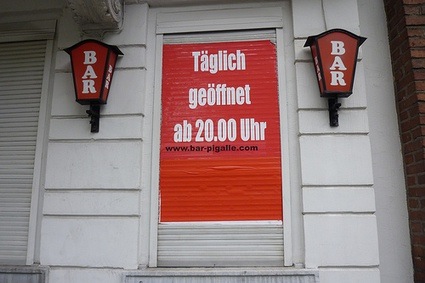 BAR
Täglich
geöffnet
ab 20.00 Uhr
www.bar-pigalle.com
BAR